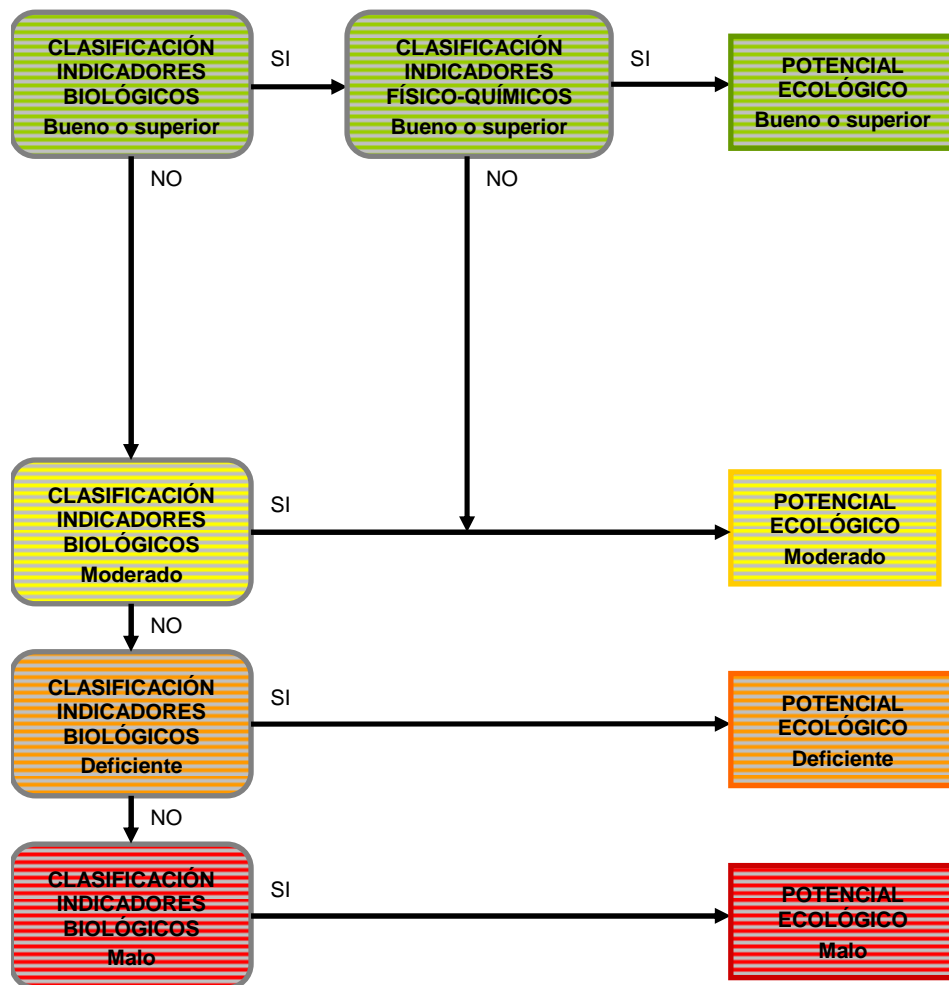 CLASIFICACIÓN
INDICADORES
BIOLÓGICOS
Bueno o superior
SI
CLASIFICACIÓN
INDICADORES
FÍSICO-QUÍMICOS
Bueno o superior
SI
POTENCIAL
ECOLÓGICO
Bueno o superior
NO
NO
CLASIFICACIÓN
INDICADORES
BIOLÓGICOS
Moderado
SI
POTENCIAL
ECOLÓGICO
Moderado
NO
CLASIFICACIÓN
INDICADORES
BIOLÓGICOS
Deficiente
SI
POTENCIAL
ECOLÓGICO
Deficiente
NO
CLASIFICACIÓN
INDICADORES
BIOLÓGICOS
Malo
SI
POTENCIAL
ECOLÓGICO
Malo